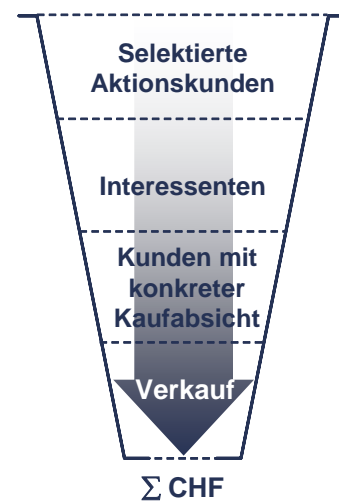 Selektierte
Aktionskunden
Interessenten
Kunden mit
konkreter
Kaufabsicht
Verkauf
∑ CHF